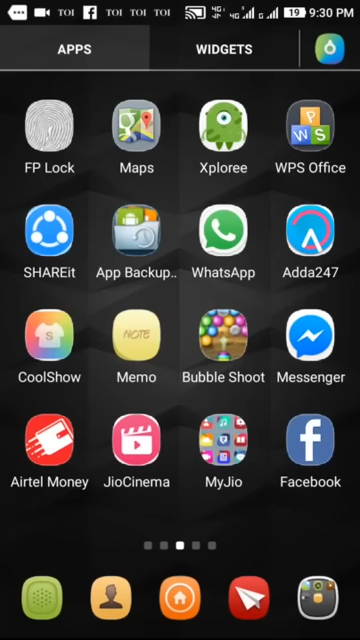 TOI TOI TOI TOI 4G 4G G 19 9:30 PM
APPS WIDGETS
FP Lock Maps Xploree WPS Office
SHAREit App Backup.. WhatsApp Adda247
CoolShow Memo Bubble Shoot Messenger
Airtel Money JioCinema MyJio Facebook
P
W S
S
NOTE